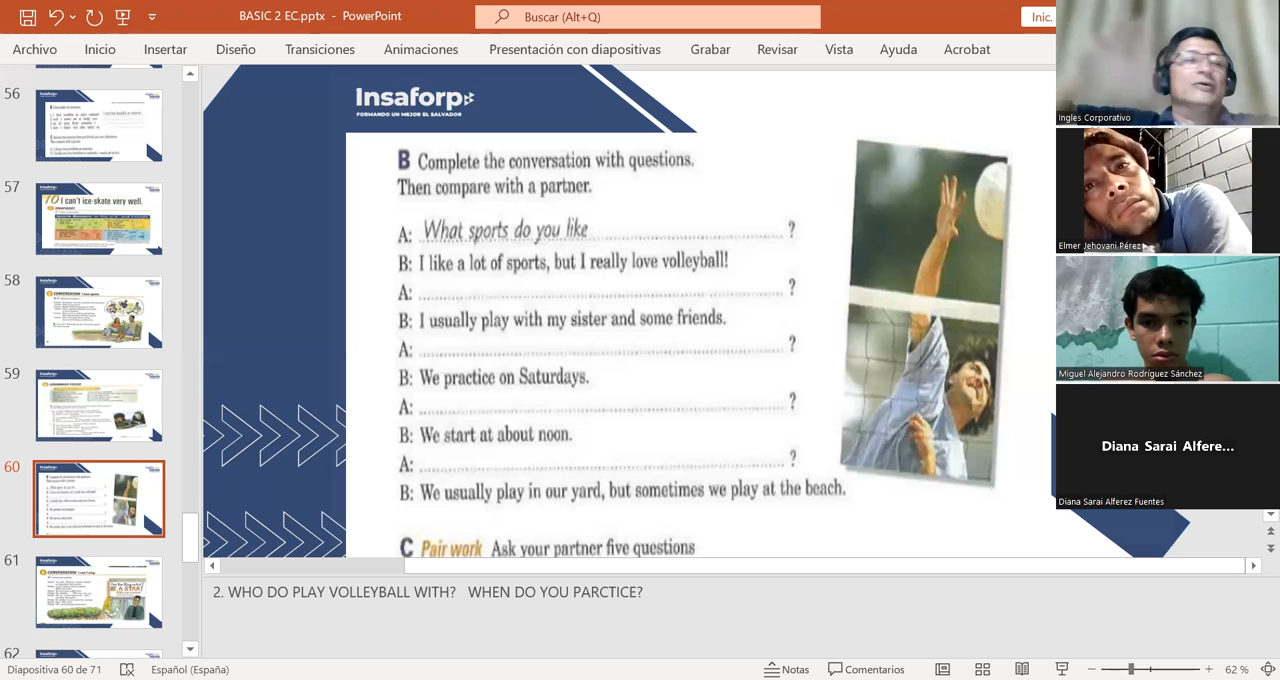 BASIC 2 EC.pptx - PowerPoint
Buscar (Alt+Q)
Inic.
Archivo Inicio Insertar Diseño Transiciones Animaciones Presentación con diapositivas Grabar Revisar Vista Ayuda Acrobat
56
57
10 I can't ice-skate very well.
58
59
60
61
62
Insaforp
FORMANDO UN MEJOR EL SALVADOR
B Complete the conversation with questions.
Then compare with a partner.
A: What sports do you like ?
B: I like a lot of sports, but I really love volleyball!
A: ?
B: I usually play with my sister and some friends.
A: ?
B: We practice on Saturdays.
A: ?
B: We start at about noon.
A: ?
B: We usually play in our yard, but sometimes we play at the beach.
C Pair work Ask your partner five questions
2. WHO DO PLAY VOLLEYBALL WITH? WHEN DO YOU PARCTICE?
Ingles Corporativo
Elmer Jehovani Pérez
Miguel Alejandro Rodríguez Sánchez
Diana Sarai Alfere...
Diana Sarai Alferez Fuentes
Diapositiva 60 de 71
Español (España)
Notas
Comentarios
62 %